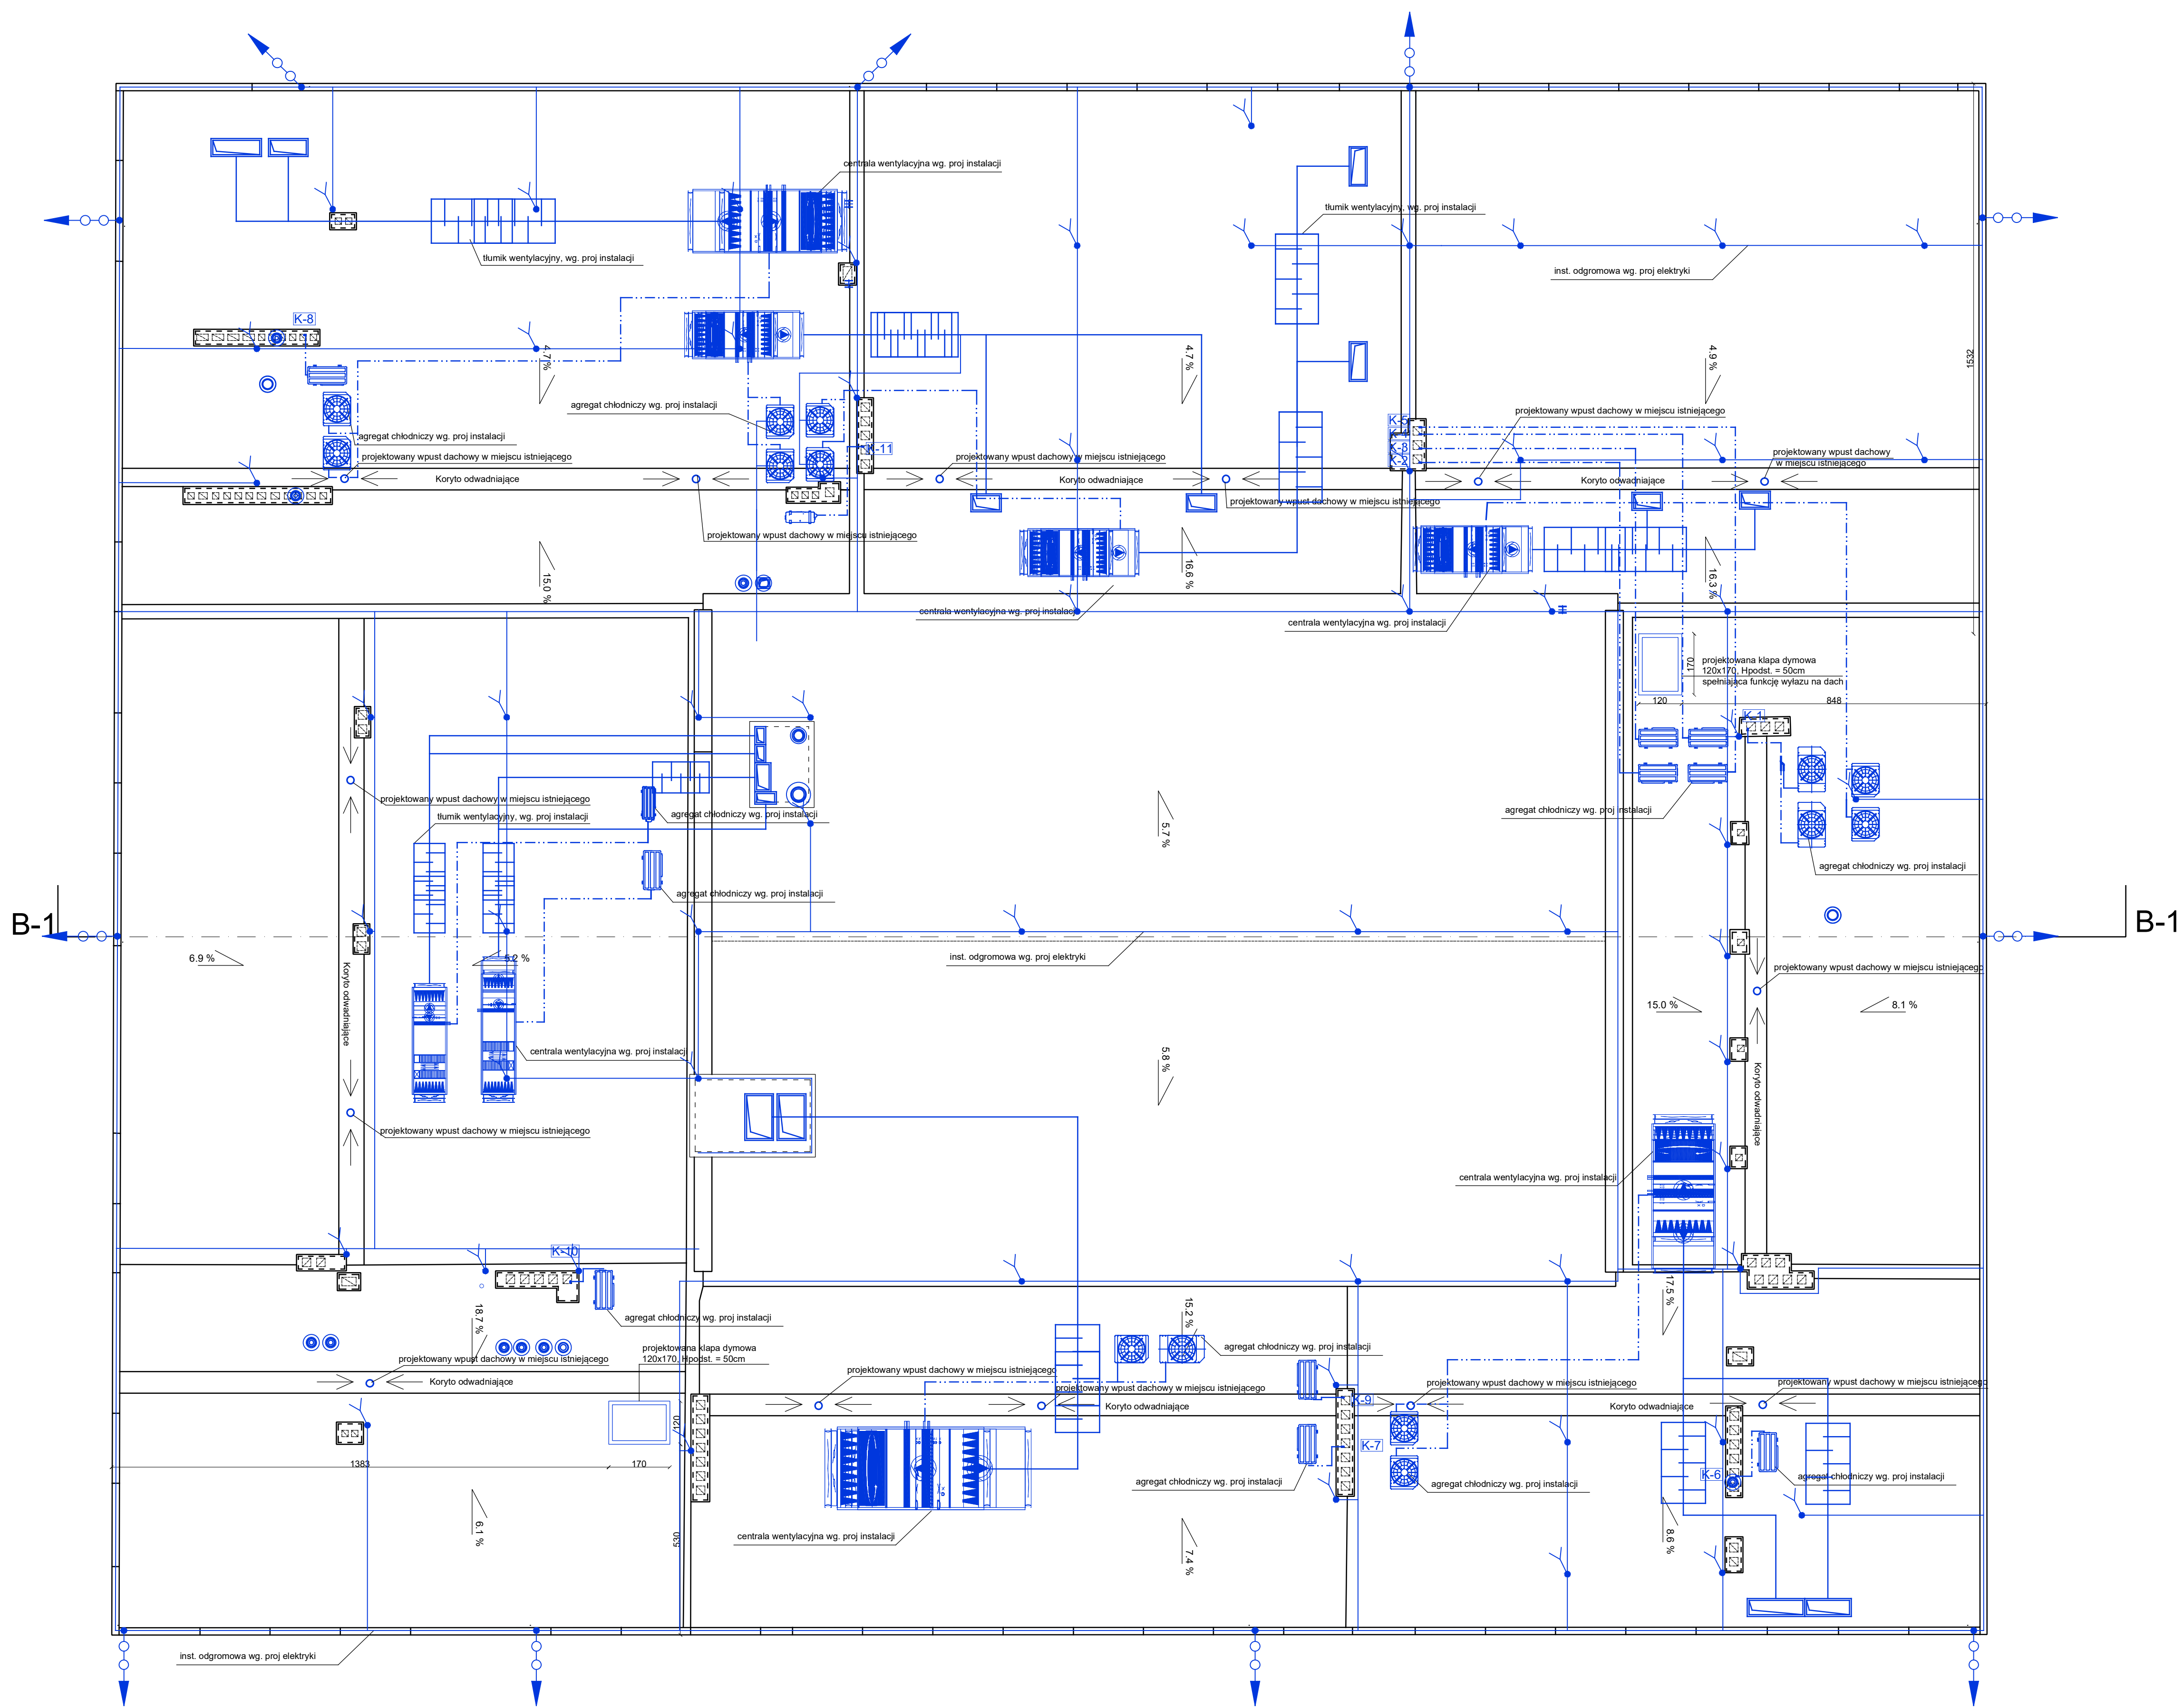 centrala wentylacyjna wg. proj instalacji
tłumik wentylacyjny, wg. proj instalacji
tłumik wentylacyjny, wg. proj instalacji
inst. odgromowa wg. proj elektryki
K-8
4.7 %
4.7 %
4.9 %
1532
agregat chłodniczy wg. proj instalacji
agregat chłodniczy wg. proj instalacji
projektowany wpust dachowy w miejscu istniejącego
K-5
K-3
K-2
K-11
projektowany wpust dachowy w miejscu istniejącego
projektowany wpust dachowy w miejscu istniejącego
projektowany wpust dachowy
w miejscu istniejącego
Koryto odwadniające
Koryto odwadniające
Koryto odwadniające
projektowany wpust dachowy w miejscu istniejącego
projektowany wpust dachowy w miejscu istniejącego
15.0 %
16.6 %
16.3 %
centrala wentylacyjna wg. proj instalacji
centrala wentylacyjna wg. proj instalacji
170
projektowana klapa dymowa
120x170, Hpodst. = 50cm
spełniająca funkcję wyłazu na dach
120
848
K-1
projektowany wpust dachowy w miejscu istniejącego
tłumik wentylacyjny, wg. proj instalacji
agregat chłodniczy wg. proj instalacji
agregat chłodniczy wg. proj instalacji
5.7 %
agregat chłodniczy wg. proj instalacji
agregat chłodniczy wg. proj instalacji
B-1
B-1
6.9 %
5.2 %
inst. odgromowa wg. proj elektryki
projektowany wpust dachowy w miejscu istniejącego
Koryto odwadniające
15.0 %
8.1 %
centrala wentylacyjna wg. proj instalacji
5.8 %
Koryto odwadniające
projektowany wpust dachowy w miejscu istniejącego
centrala wentylacyjna wg. proj instalacji
K-10
18.7 %
15.2 %
17.5 %
agregat chłodniczy wg. proj instalacji
agregat chłodniczy wg. proj instalacji
projektowana klapa dymowa
120x170, Hpodst. = 50cm
projektowany wpust dachowy w miejscu istniejącego
projektowany wpust dachowy w miejscu istniejącego
Koryto odwadniające
projektowany wpust dachowy w miejscu istniejącego
projektowany wpust dachowy w miejscu istniejącego
projektowany wpust dachowy w miejscu istniejącego
K-9
Koryto odwadniające
Koryto odwadniające
120
K-7
1383
170
K-6
agregat chłodniczy wg. proj instalacji
agregat chłodniczy wg. proj instalacji
agregat chłodniczy wg. proj instalacji
6.1 %
530
centrala wentylacyjna wg. proj instalacji
7.4 %
8.6 %
inst. odgromowa wg. proj elektryki